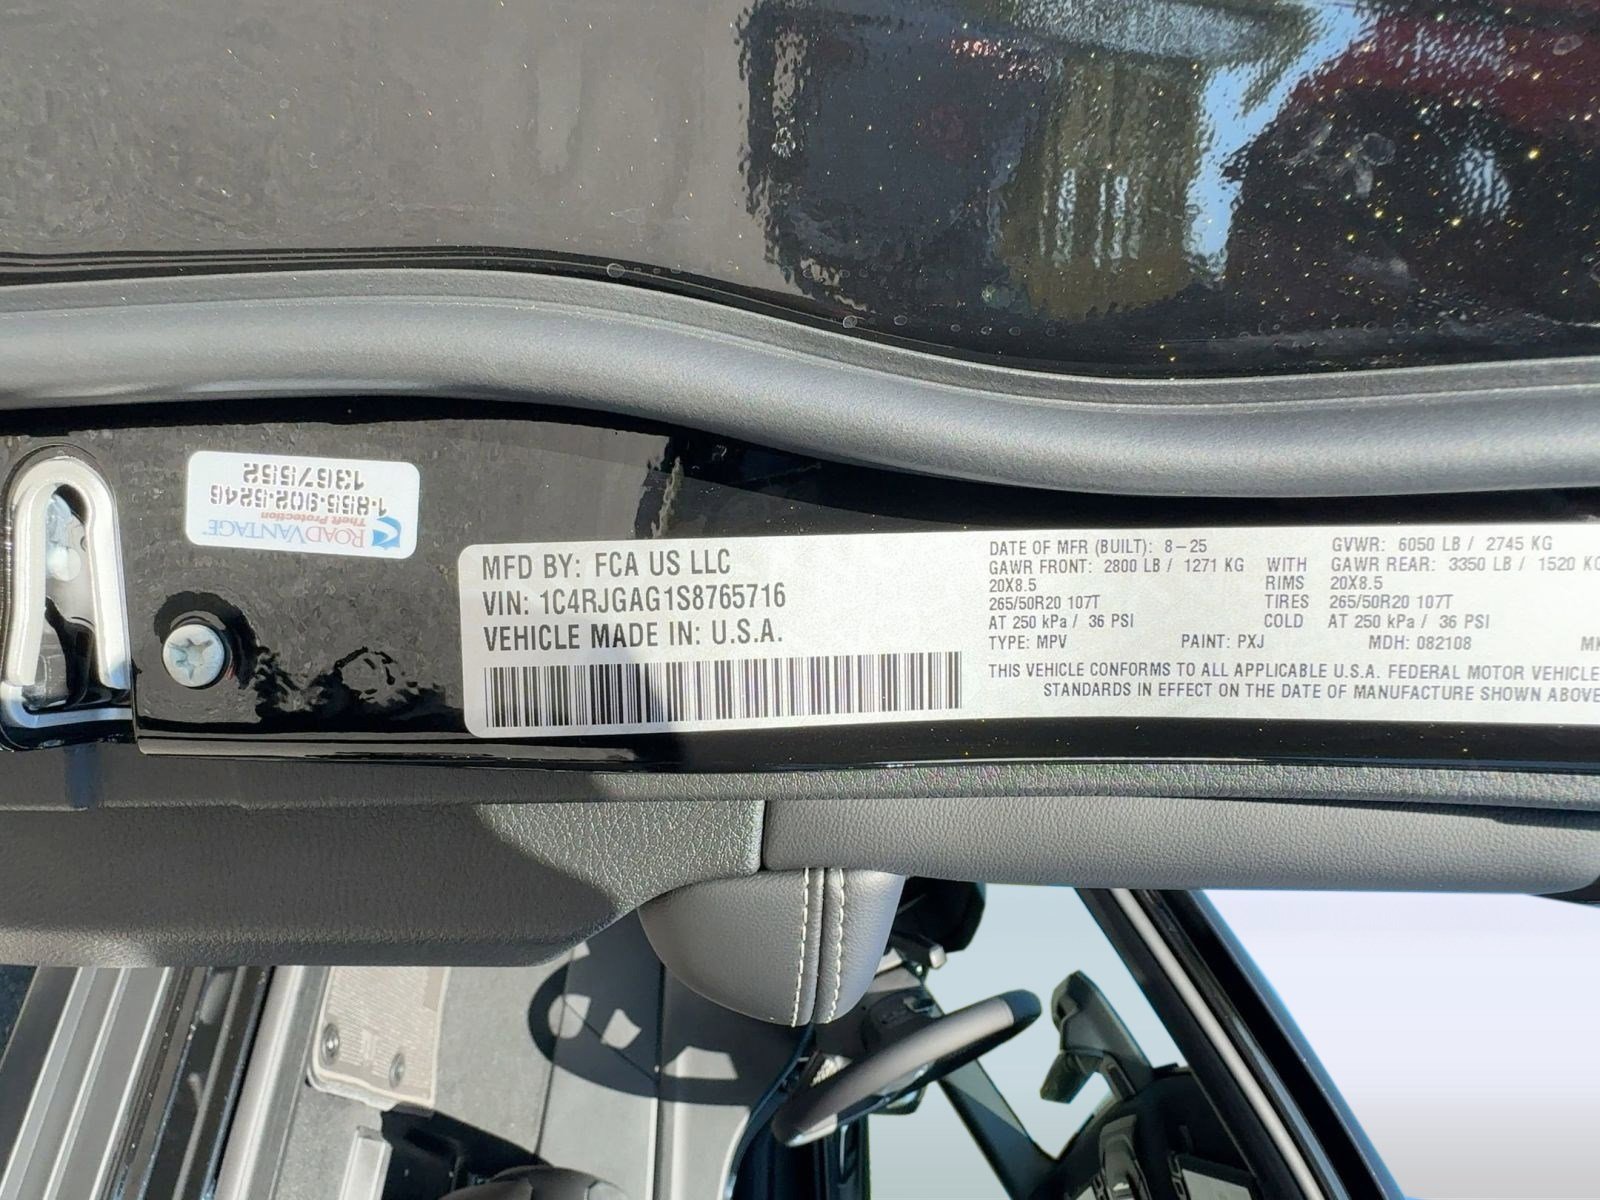 ROADVANTAGE
Theft Protection
1-855-902-5246
13675552
MFD BY: FCA US LLC
VIN: 1C4RJGAG1S8765716
VEHICLE MADE IN: U.S.A.
DATE OF MFR (BUILT): 8-25 GVWR: 6050 LB / 2745 KG
GAWR FRONT: 2800 LB / 1271 KG WITH GAWR REAR: 3350 LB / 1520 KG
20X8.5 RIMS 20X8.5
265/50R20 107T TIRES 265/50R20 107T
AT 250 kPa / 36 PSI COLD AT 250 kPa / 36 PSI
TYPE: MPV PAINT: PXJ MDH: 082108
THIS VEHICLE CONFORMS TO ALL APPLICABLE U.S.A. FEDERAL MOTOR VEHICLE
STANDARDS IN EFFECT ON THE DATE OF MANUFACTURE SHOWN ABOVE